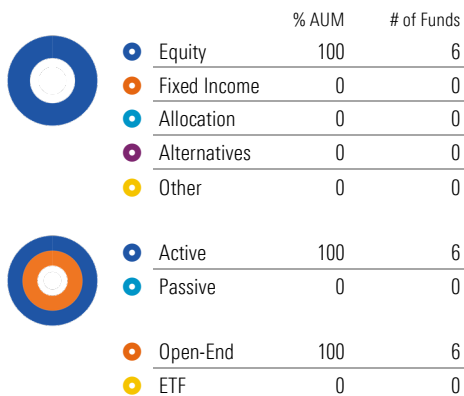 % AUM # of Funds
Equity 100 6
Fixed Income 0 0
Allocation 0 0
Alternatives 0 0
Other 0 0
Active 100 6
Passive 0 0
Open-End 100 6
ETF 0 0